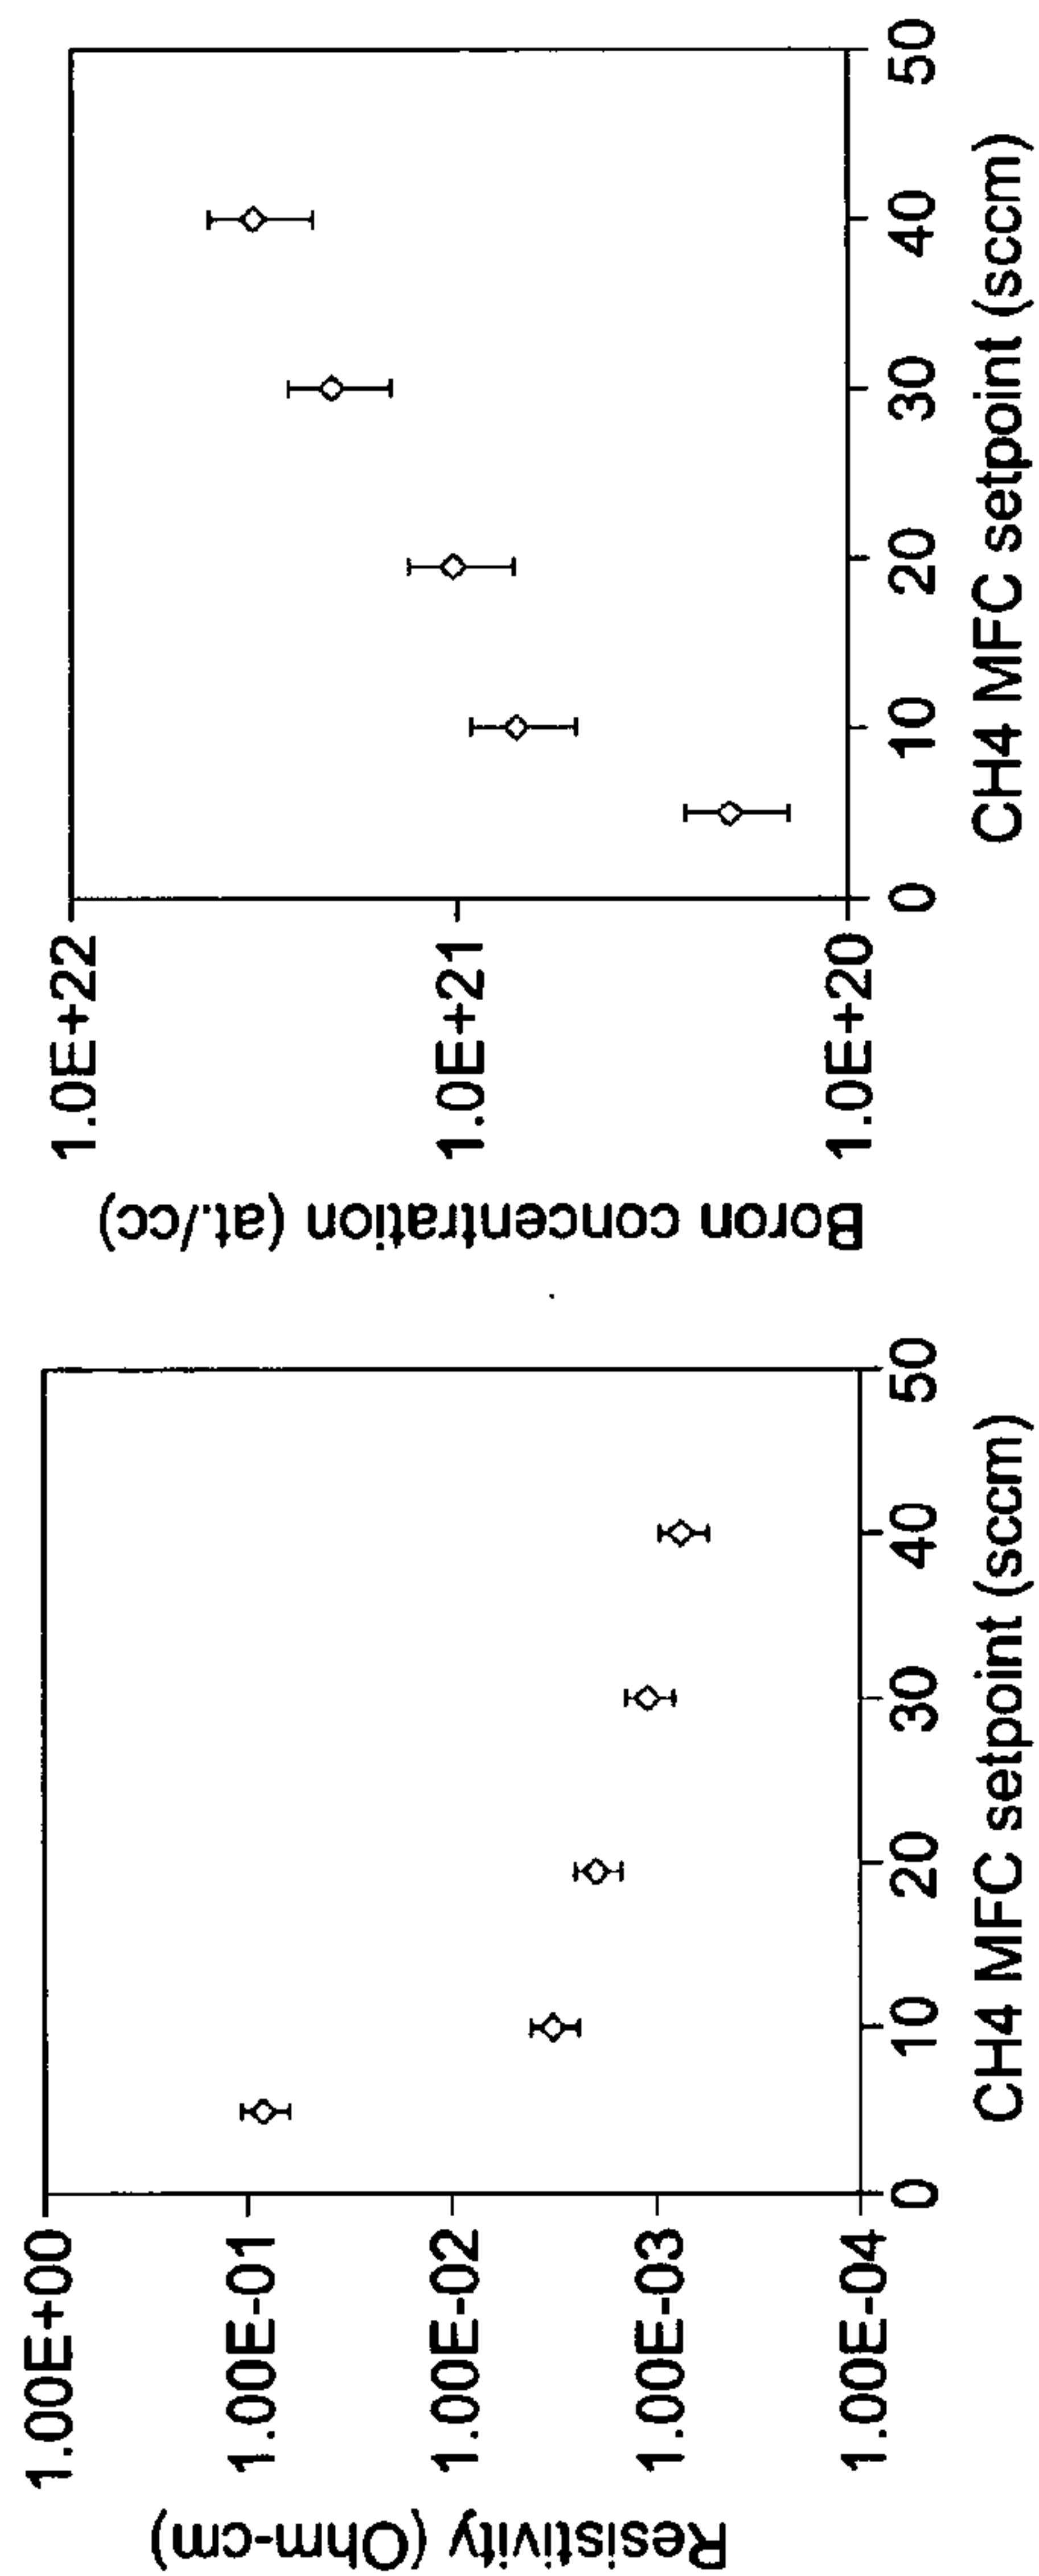 Resistivity (Ohm-cm)
1.00E+00
1.00E-01
1.00E-02
1.00E-03
1.00E-04
0 10 20 30 40 50
CH4 MFC setpoint (sccm)
Boron concentration (at./cc)
1.0E+22
1.0E+21
1.0E+20
0 10 20 30 40 50
CH4 MFC setpoint (sccm)